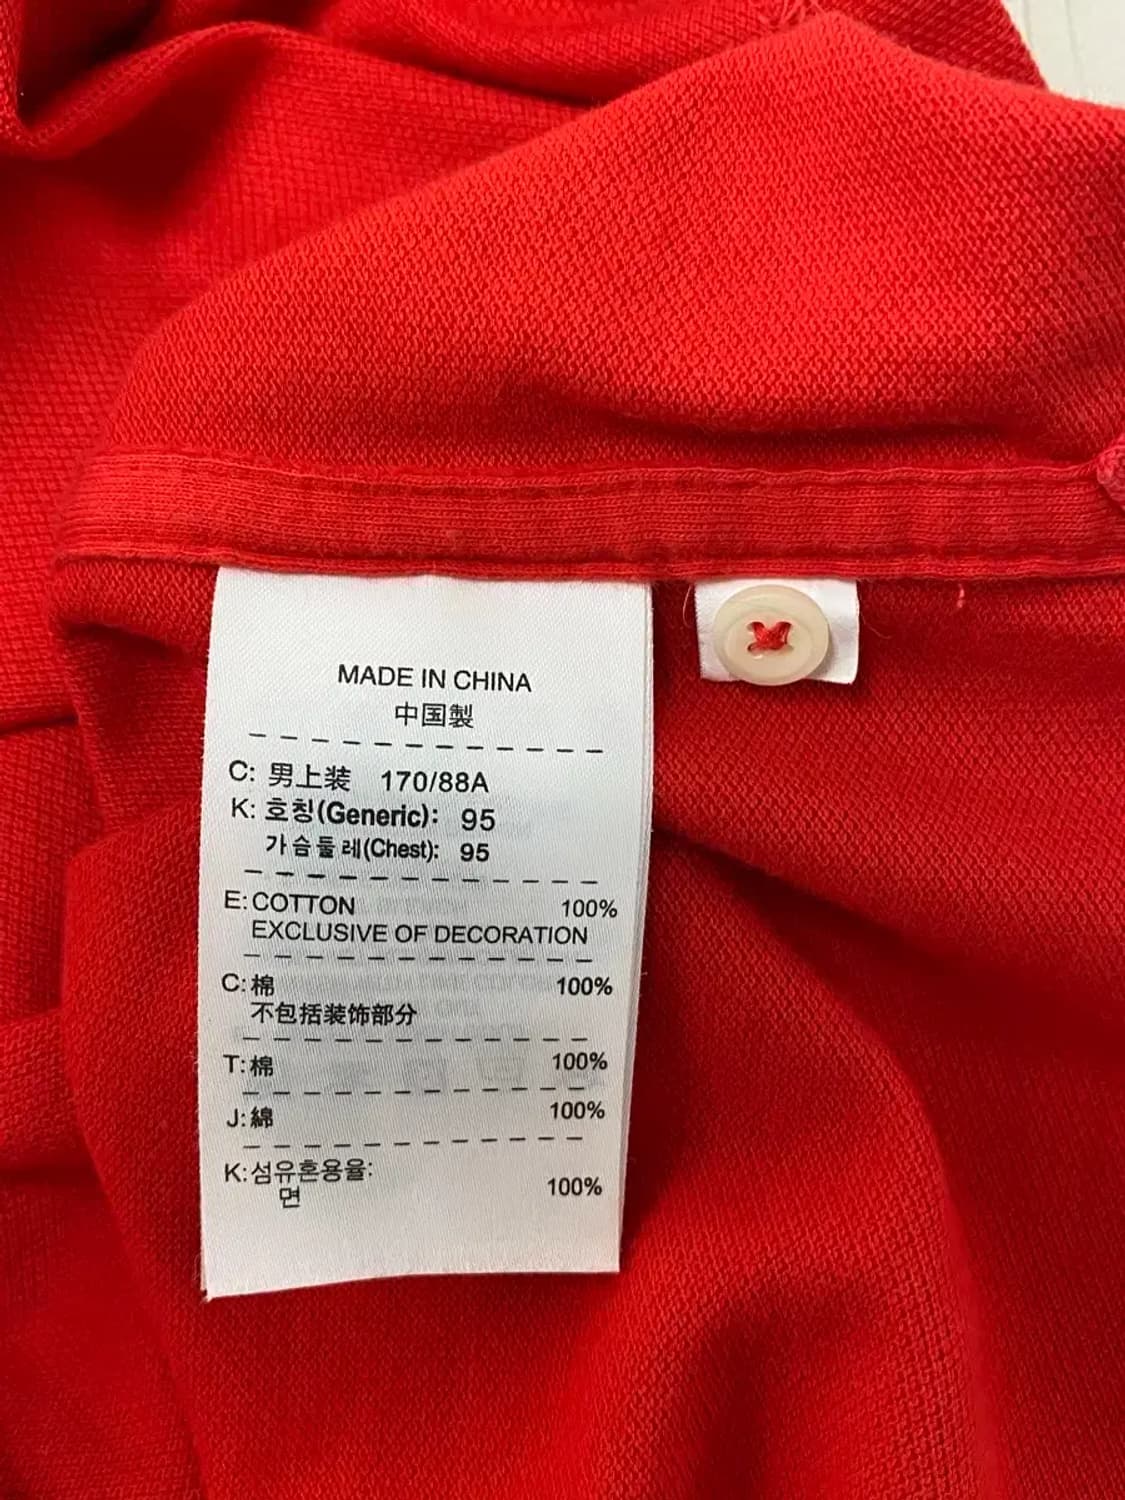 MADE IN CHINA
中国製
C: 男上装 170/88A
K: 호칭(Generic): 95
가슴둘레(Chest): 95
E: COTTON 100%
EXCLUSIVE OF DECORATION
C: 棉 100%
不包括装饰部分
T: 棉 100%
J: 綿 100%
K: 섬유혼용율:
면 100%